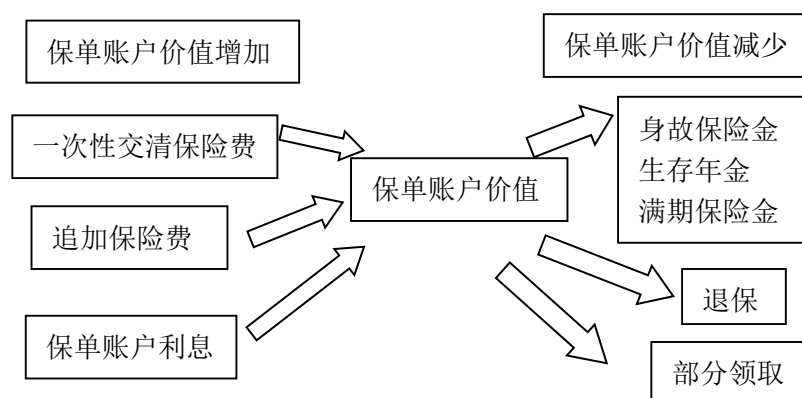 保单账户价值增加
保单账户价值减少
一次性交清保险费
身故保险金
生存年金
满期保险金
保单账户价值
追加保险费
退保
保单账户利息
部分领取